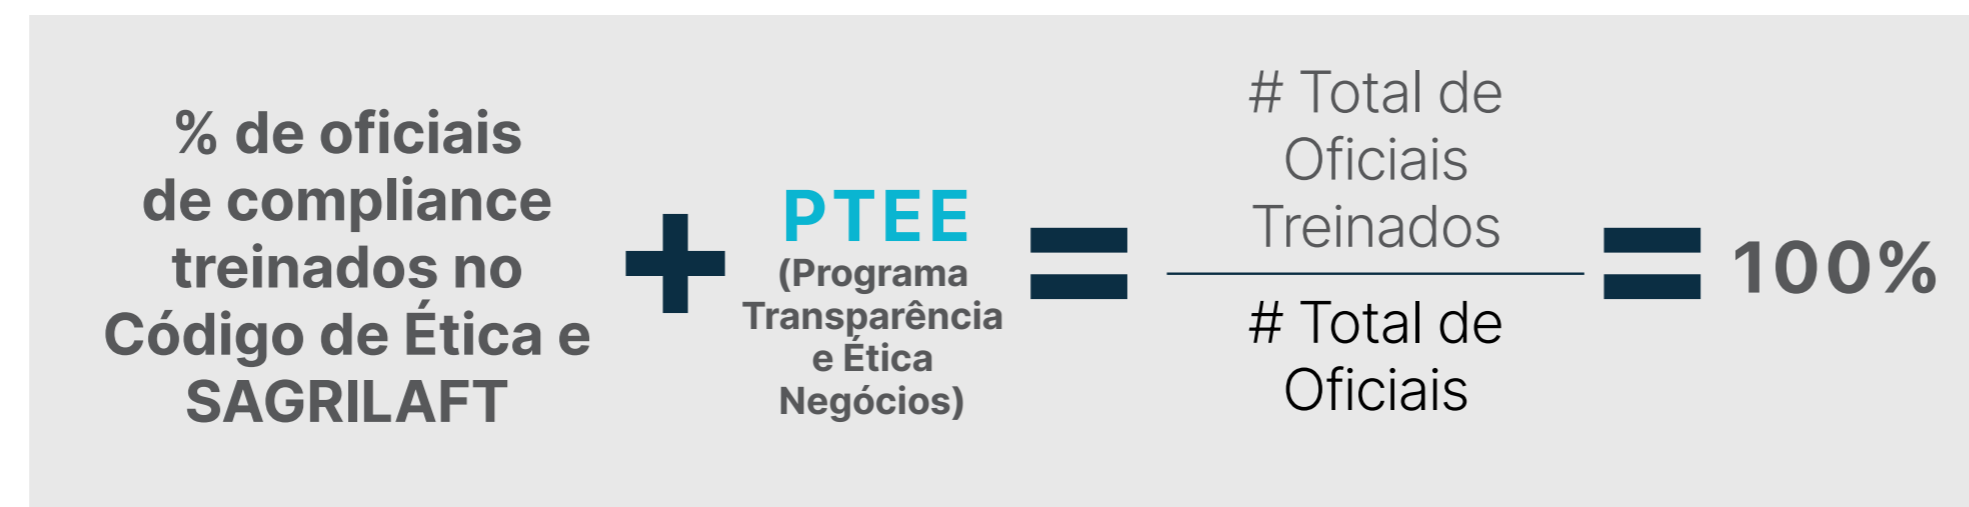 % de oficiais
de compliance
treinados no
Código de Ética e
SAGRILAFT
+
PTEE
(Programa
Transparência
e Ética
Negócios)
=
# Total de
Oficiais
Treinados
# Total de
Oficiais
=
100%